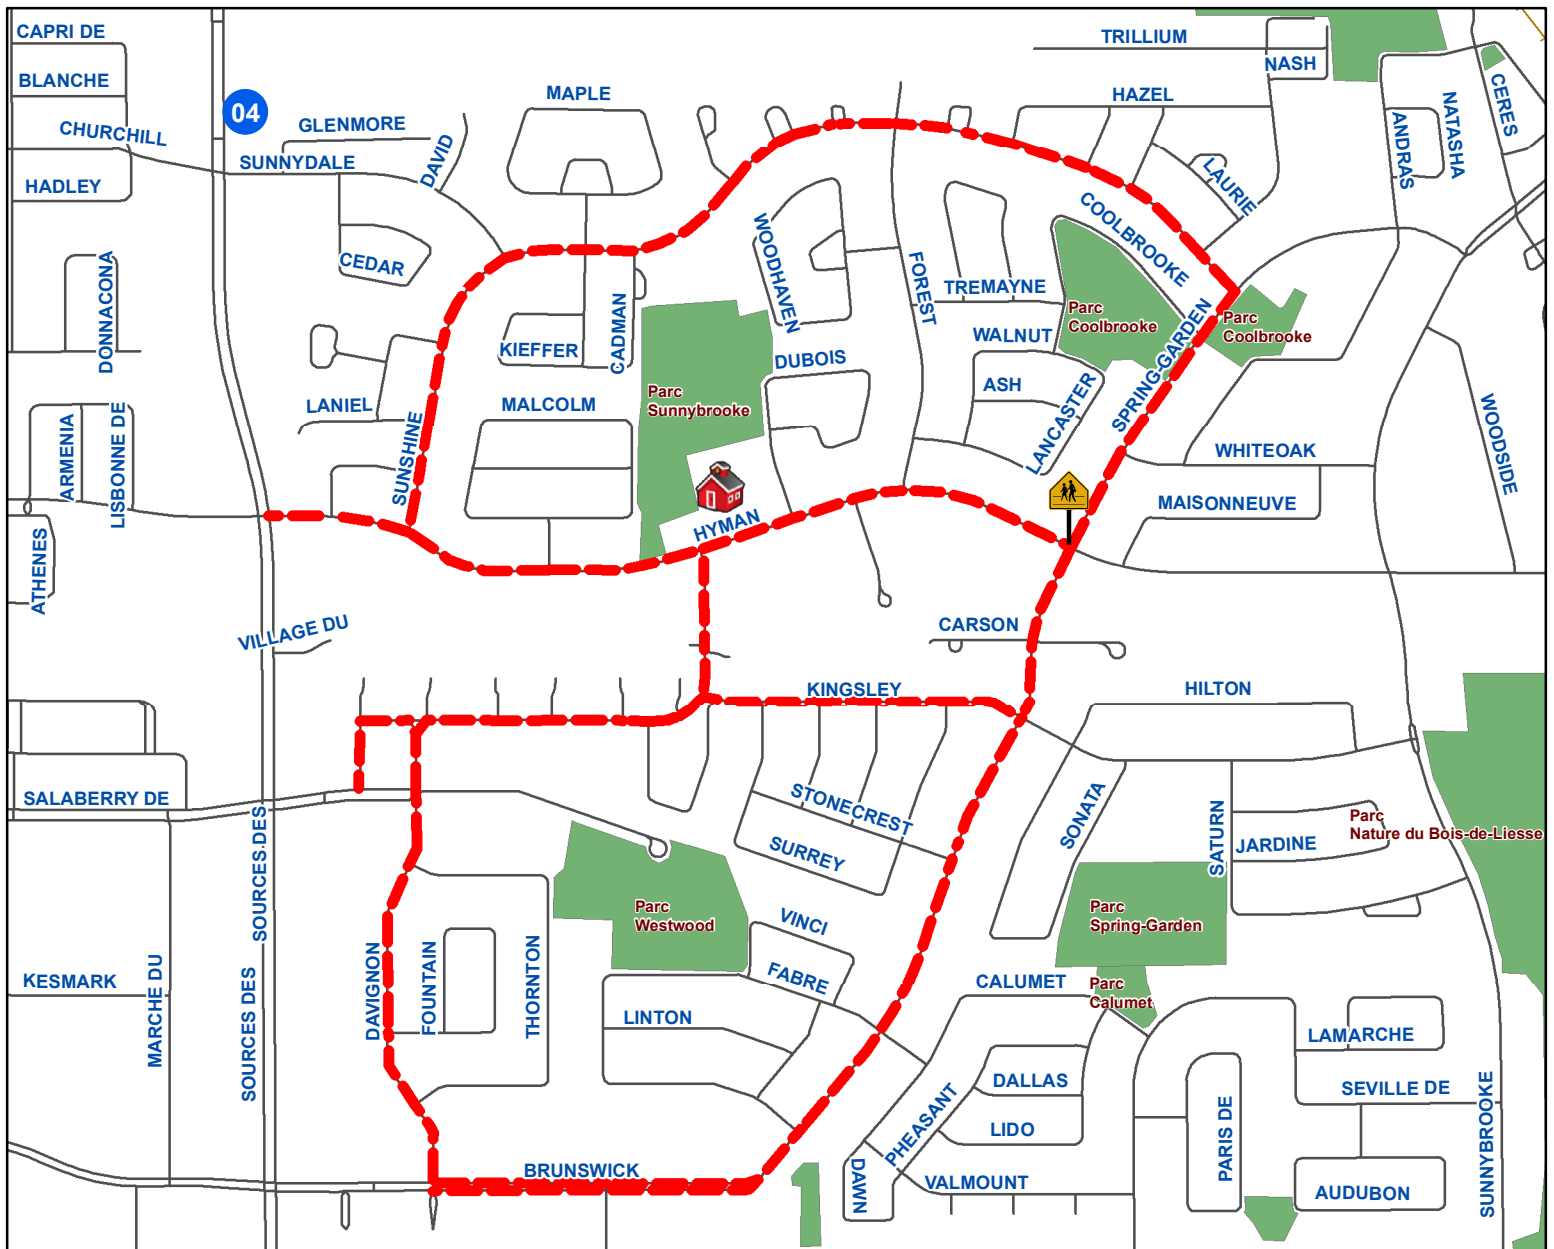 CAPRI DE
TRILLIUM
NASH
BLANCHE
MAPLE
HAZEL
CERES
04
NATASHA
CHURCHILL
GLENMORE
ANDRAS
SUNNYDALE
DAVID
HADLEY
LAURIE
COOLBROOKE
WOODHAVEN
CEDAR
DONNACONA
FOREST
TREMAYNE
CADMAN
Parc
Coolbrooke
Parc
Coolbrooke
KIEFFER
WALNUT
DUBOIS
SPRING-GARDEN
ASH
Parc
Sunnybrooke
LANIEL
MALCOLM
LANCASTER
WOODSIDE
ARMENIA
LISBONNE DE
SUNSHINE
WHITEOAK
MAISONNEUVE
HYMAN
ATHENES
VILLAGE DU
CARSON
KINGSLEY
HILTON
SALABERRY DE
STONECREST
SONATA
SATURN
Parc
Nature du Bois-de-Liesse
JARDINE
SURREY
SOURCES DES
Parc
Westwood
VINCI
Parc
Spring-Garden
KESMARK
MARCHE DU
SOURCES DES
DAVIGNON
FOUNTAIN
THORNTON
FABRE
CALUMET
Parc
Calumet
LINTON
LAMARCHE
DALLAS
SEVILLE DE
PHEASANT
LIDO
PARIS DE
SUNNYBROOKE
BRUNSWICK
DAWN
VALMOUNT
AUDUBON